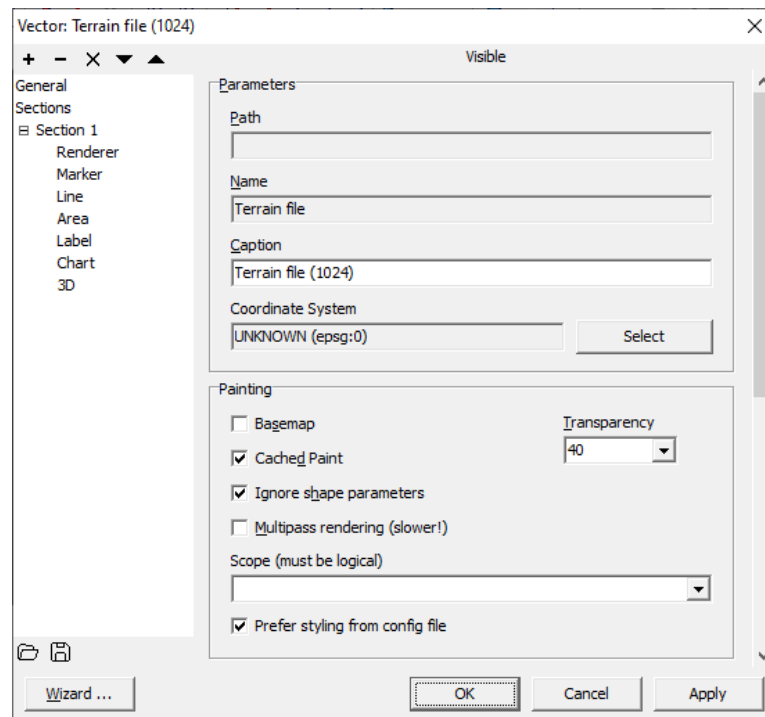 Vector: Terrain file (1024)
Visible
General
Sections
Section 1
Renderer
Marker
Line
Area
Label
Chart
3D
Parameters
Path
Name
Terrain file
Caption
Terrain file (1024)
Coordinate System
UNKNOWN (epsg:0)
Select
Painting
Basemap
Transparency
40
Cached Paint
Ignore shape parameters
Multipass rendering (slower!)
Scope (must be logical)
Prefer styling from config file
Wizard ...
OK
Cancel
Apply